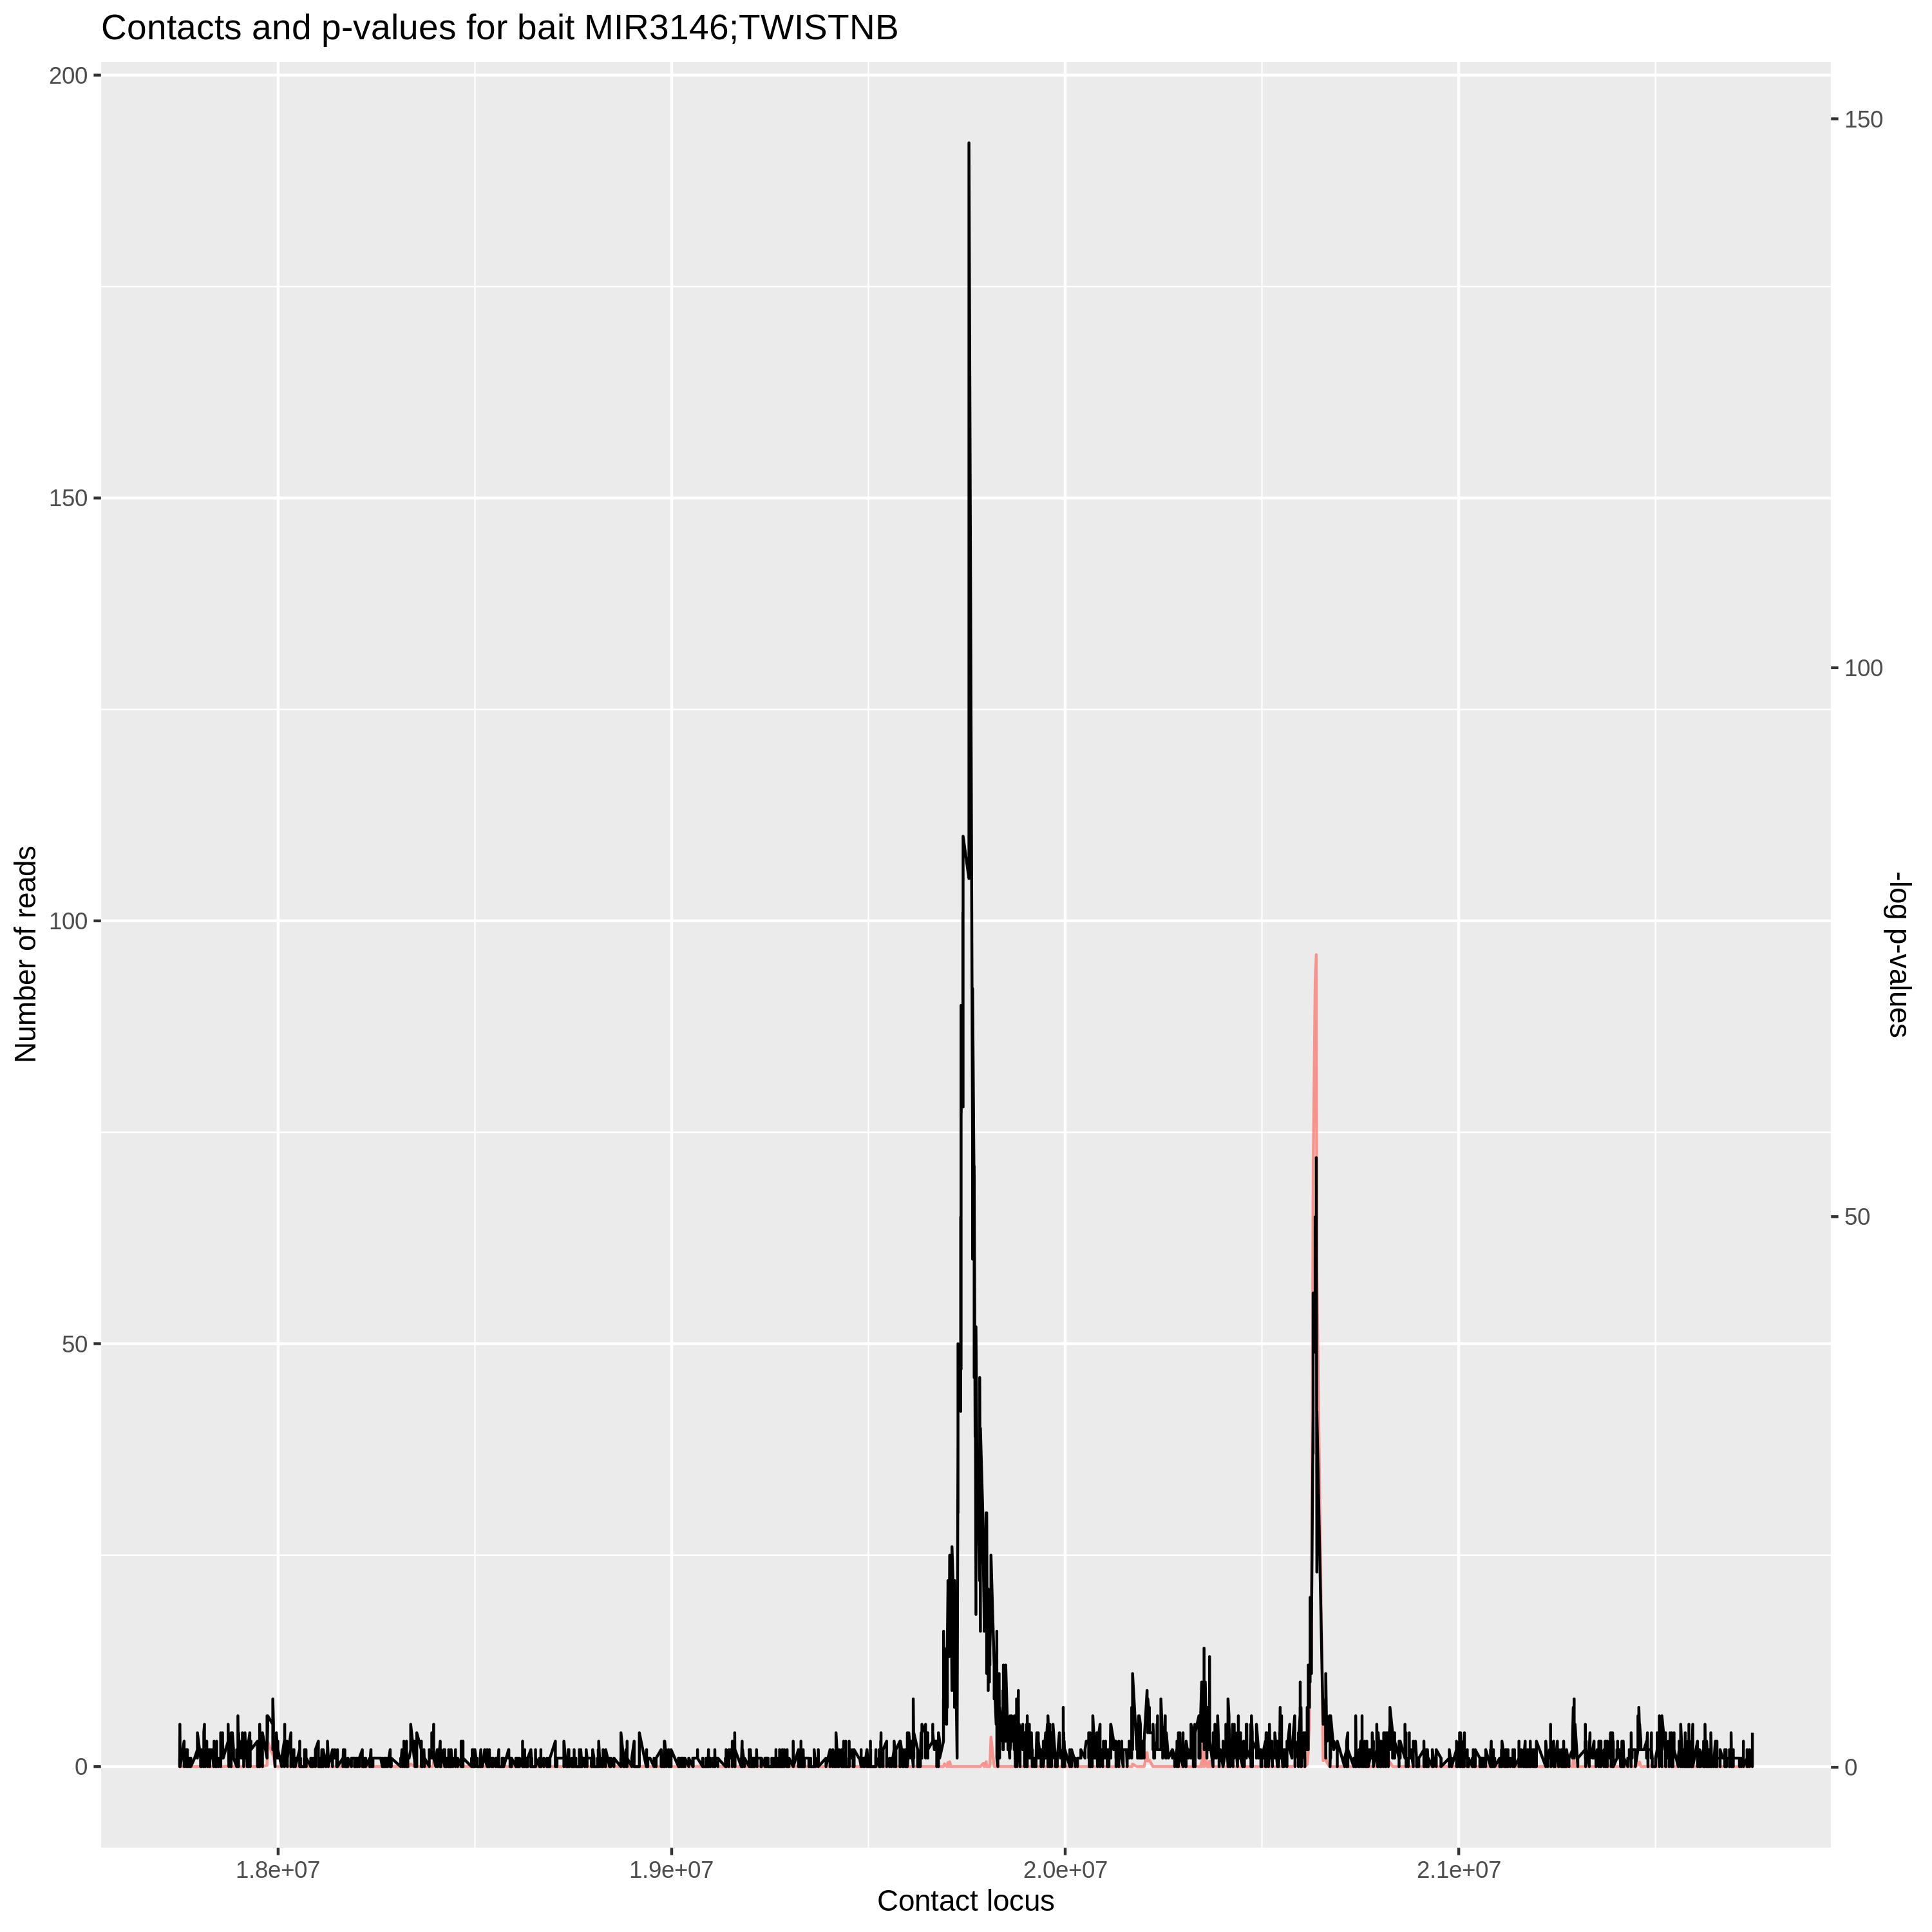 Contacts and p-values for bait MIR3146;TWISTNB
200
150
100
50
0
Number of reads
150
100
50
0
-log p-values
1.8e+07
1.9e+07
2.0e+07
2.1e+07
Contact locus